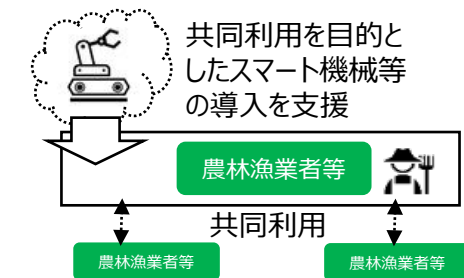 共同利用を目的と
したスマート機械等
の導入を支援
農林漁業者等
共同利用
農林漁業者等
農林漁業者等